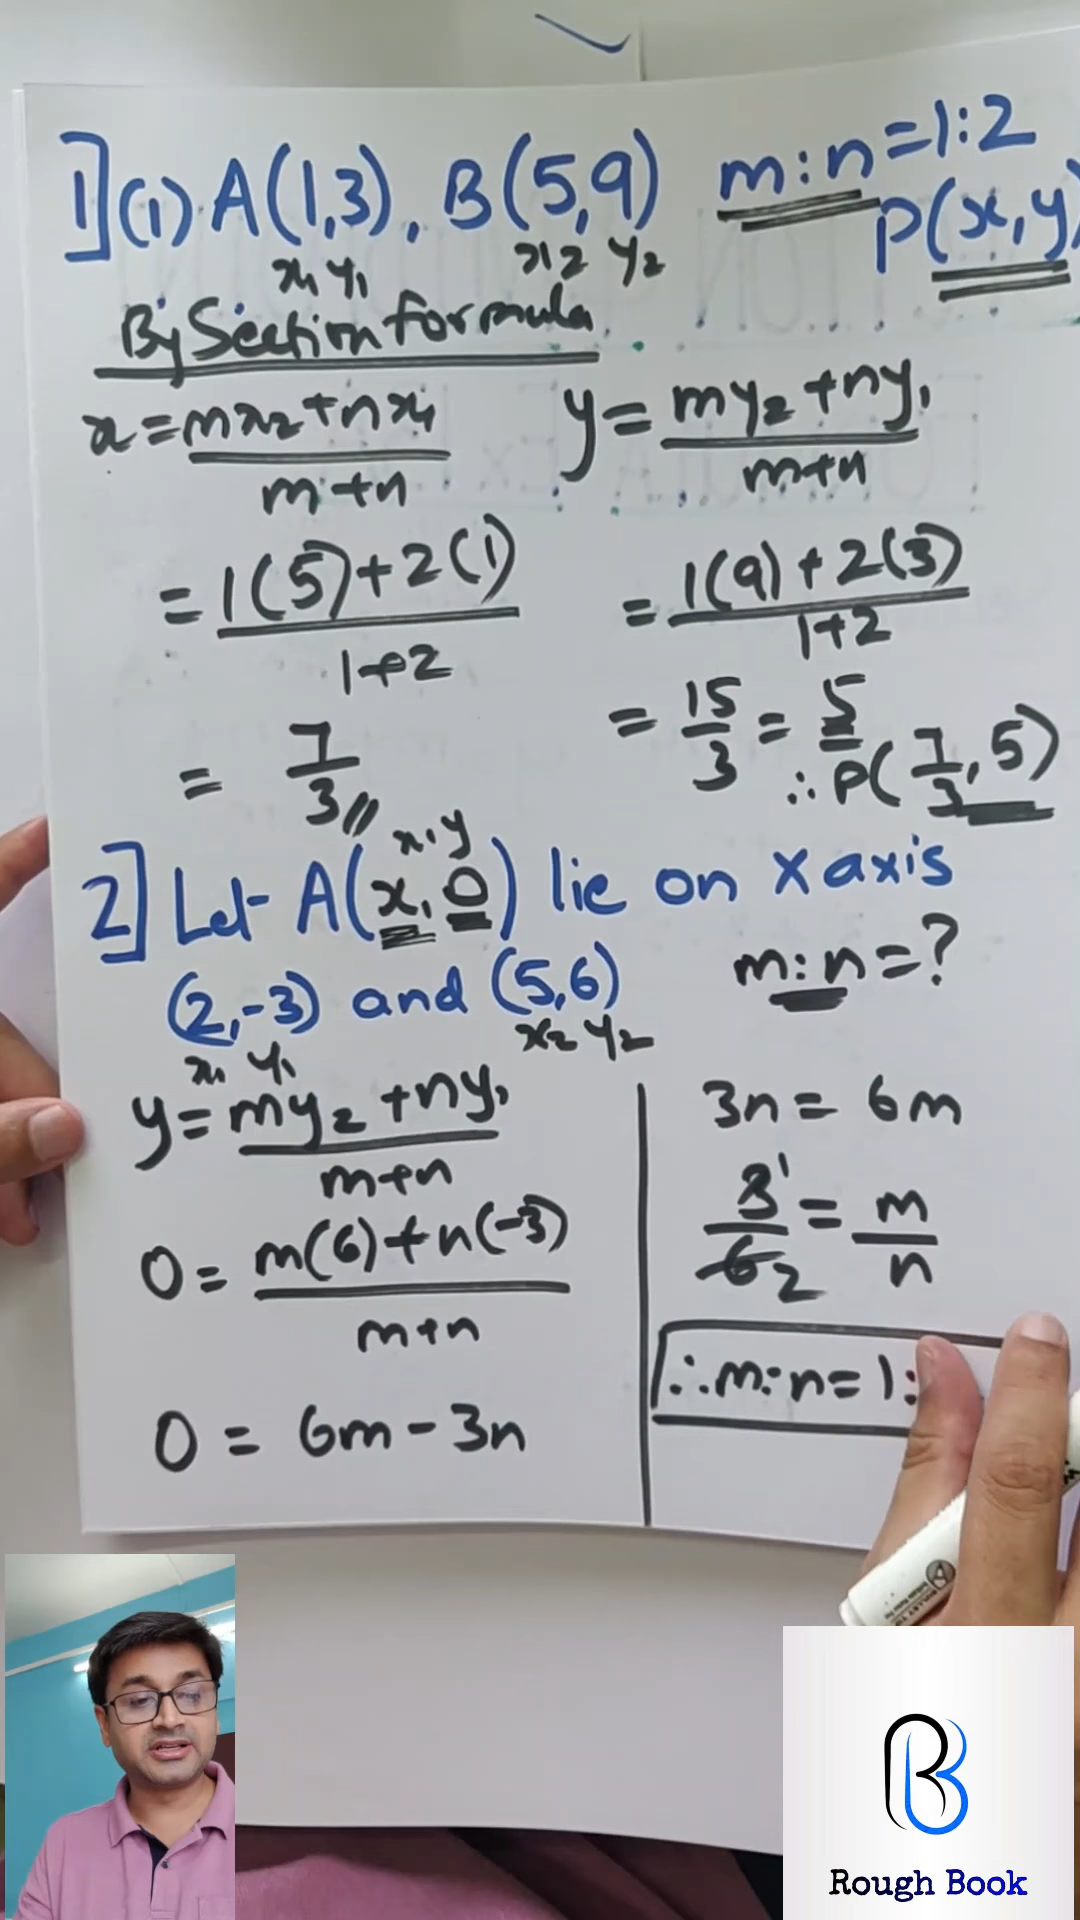 1](1) A(1,3), B(5,9) m:n=1:2
x₁ y₁ x2 y₂ P(x,y)
By Section formula
x = mx₂+nx₁ / m+n y = my₂+ny₁ / m+n
= 1(5)+2(1) / 1+2 = 1(9)+2(3) / 1+2
= 7/3 = 15/3 = 5
∴ P(7/3, 5)
x, y
2] Let A(x, 0) lie on x axis
(2,-3) and (5,6) m:n=?
x₁ y₁ x₂ y₂
y = my₂+ny₁ / m+n
0 = m(6)+n(-3) / m+n
0 = 6m - 3n
3n = 6m
3 1 / 6 2 = m/n
∴ m:n = 1:
Rough Book